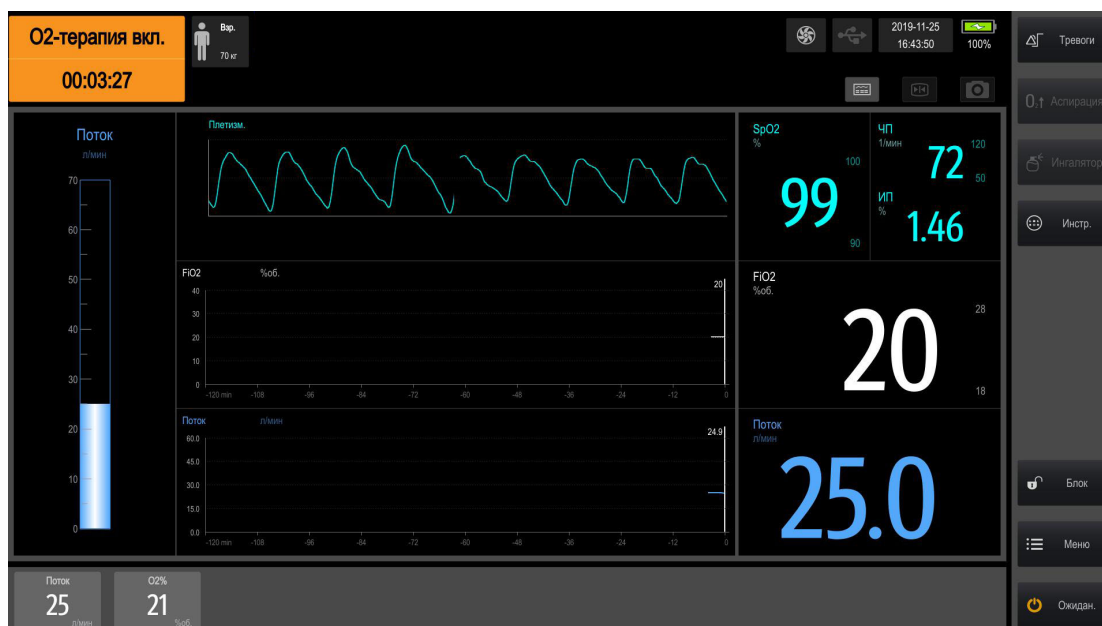 О2-терапия вкл.
00:03:27
Взр.
70 кг
2019-11-25
16:43:50
100%
Тревоги
O2↑ Аспирация
Ингалятор
Инстр.
Блок
Меню
Ожидан.
Поток
л/мин
70
60
50
40
30
20
10
0
Плетизм.
SpO2
%
100
99
90
ЧП
1/мин
72
120
50
ИП
%
1.46
FiO2 %об.
40
30
20
10
0
20
-120 min -108 -96 -84 -72 -60 -48 -36 -24 -12 0
FiO2
%об.
20
28
18
Поток л/мин
60.0
45.0
30.0
15.0
0.0
24.9
-120 min -108 -96 -84 -72 -60 -48 -36 -24 -12 0
Поток
л/мин
25.0
Поток
25
л/мин
O2%
21
%об.